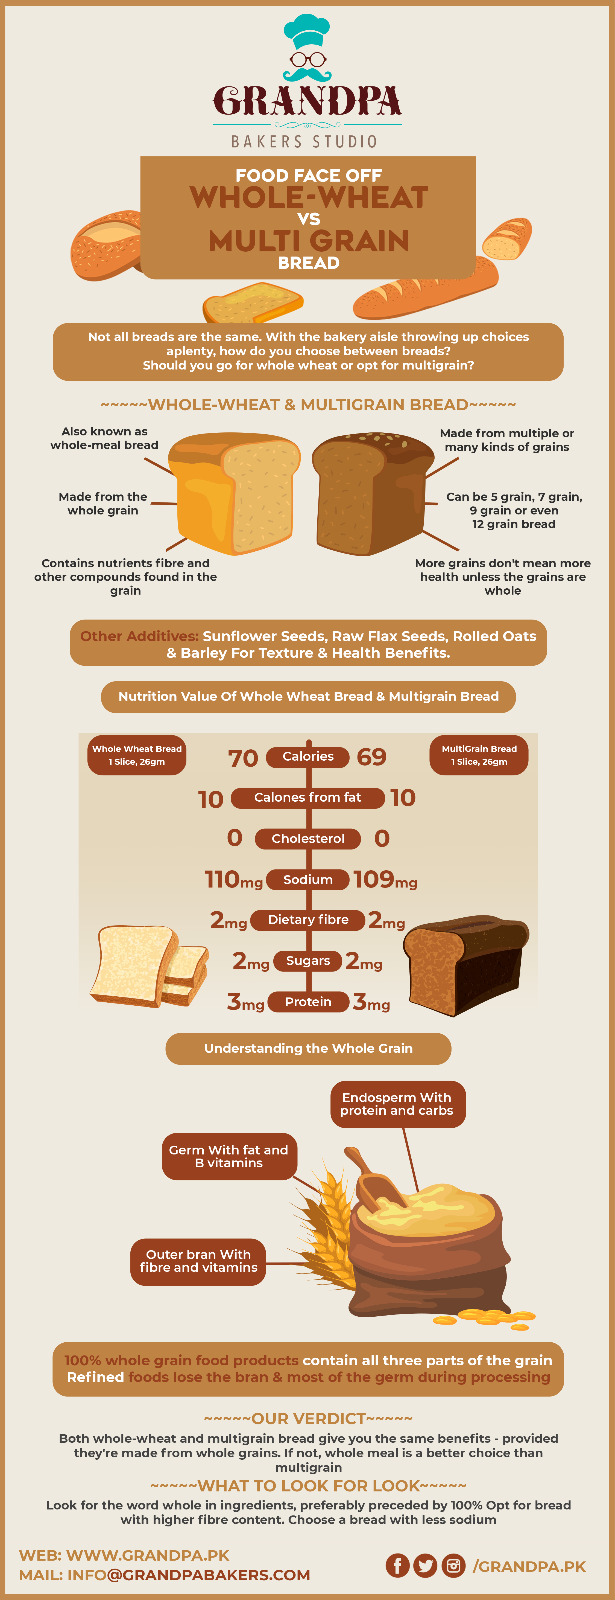 GRANDPA
BAKERS STUDIO
FOOD FACE OFF
WHOLE-WHEAT
VS
MULTI GRAIN
BREAD
Not all breads are the same. With the bakery aisle throwing up choices
aplenty, how do you choose between breads?
Should you go for whole wheat or opt for multigrain?
~~~~~WHOLE-WHEAT & MULTIGRAIN BREAD~~~~~
Also known as
whole-meal bread
Made from the
whole grain
Contains nutrients fibre and
other compounds found in the
grain
Made from multiple or
many kinds of grains
Can be 5 grain, 7 grain,
9 grain or even
12 grain bread
More grains don't mean more
health unless the grains are
whole
Other Additives: Sunflower Seeds, Raw Flax Seeds, Rolled Oats
& Barley For Texture & Health Benefits.
Nutrition Value Of Whole Wheat Bread & Multigrain Bread
Whole Wheat Bread
1 Slice, 26gm
MultiGrain Bread
1 Slice, 26gm
70 Calories 69
10 Calones from fat 10
0 Cholesterol 0
110mg Sodium 109mg
2mg Dietary fibre 2mg
2mg Sugars 2mg
3mg Protein 3mg
Understanding the Whole Grain
Endosperm With
protein and carbs
Germ With fat and
B vitamins
Outer bran With
fibre and vitamins
100% whole grain food products contain all three parts of the grain
Refined foods lose the bran & most of the germ during processing
~~~~~OUR VERDICT~~~~~
Both whole-wheat and multigrain bread give you the same benefits - provided
they're made from whole grains. If not, whole meal is a better choice than
multigrain
~~~~~WHAT TO LOOK FOR LOOK~~~~~
Look for the word whole in ingredients, preferably preceded by 100% Opt for bread
with higher fibre content. Choose a bread with less sodium
WEB: WWW.GRANDPA.PK
MAIL: INFO@GRANDPABAKERS.COM
/GRANDPA.PK